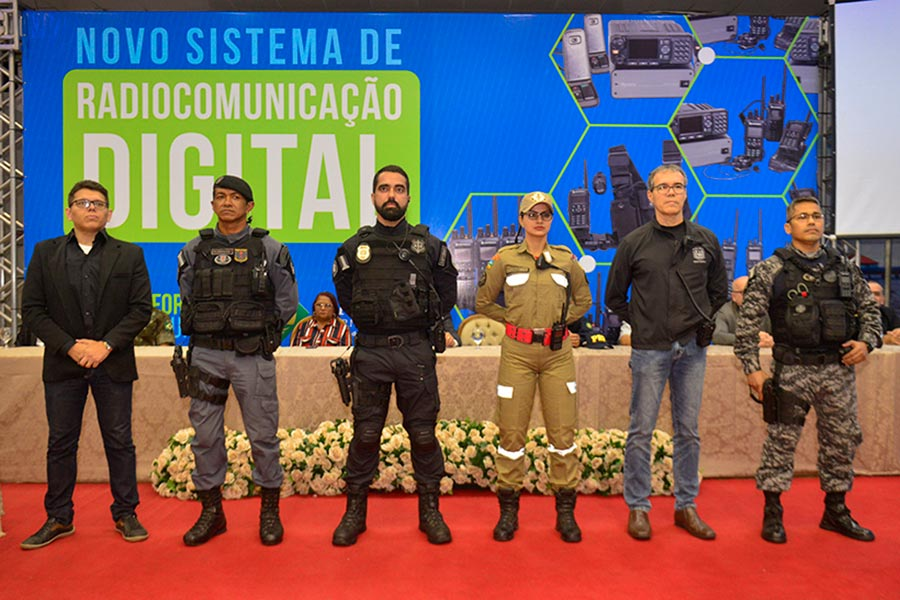 NOVO SISTEMA DE
RADIOCOMUNICAÇÃO
DIGITAL